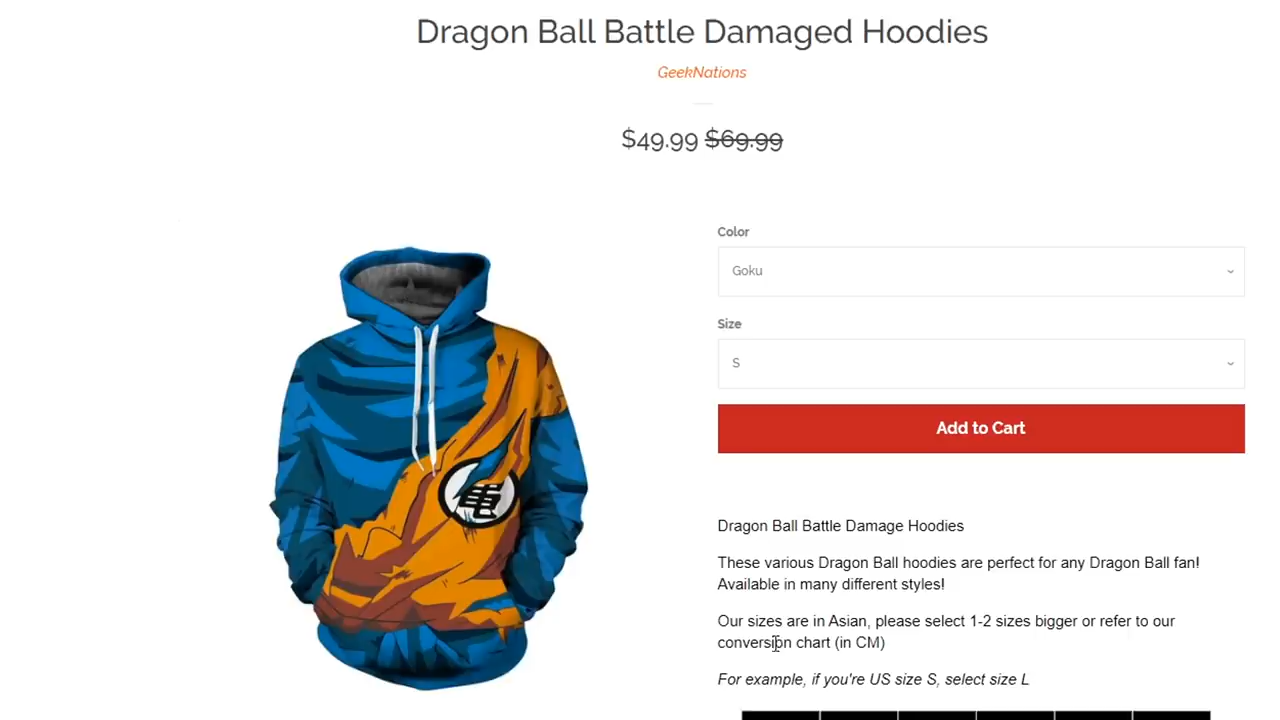 Dragon Ball Battle Damaged Hoodies
GeekNations
$49.99 $69.99
Color
Goku
Size
S
Add to Cart
亀
Dragon Ball Battle Damage Hoodies
These various Dragon Ball hoodies are perfect for any Dragon Ball fan!
Available in many different styles!
Our sizes are in Asian, please select 1-2 sizes bigger or refer to our
conversion chart (in CM)
For example, if you're US size S, select size L